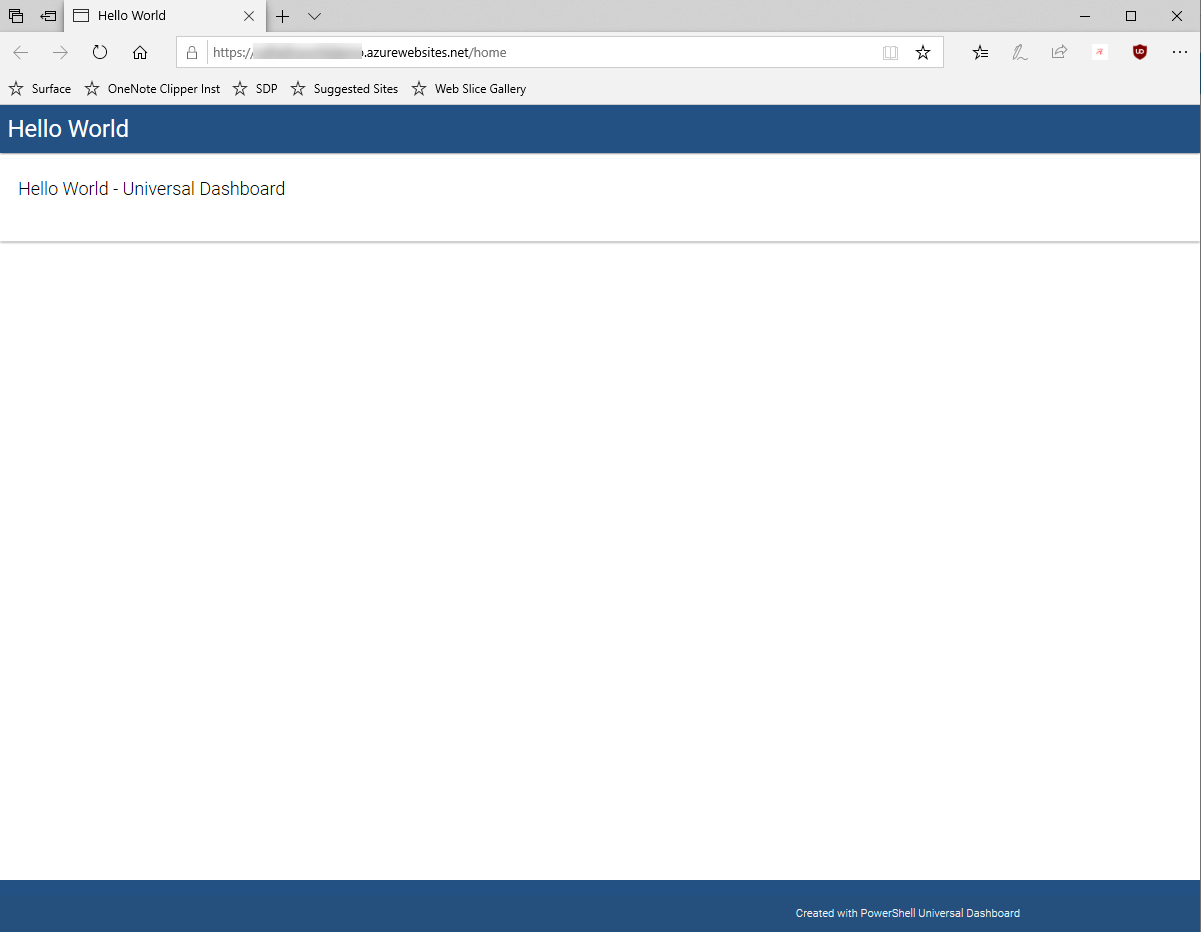 Hello World
https:// .azurewebsites.net/home
Surface OneNote Clipper Inst SDP Suggested Sites Web Slice Gallery
Hello World
Hello World - Universal Dashboard
Created with PowerShell Universal Dashboard